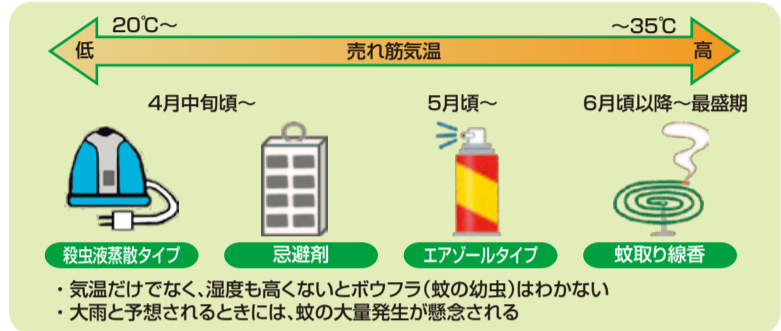 20℃～ ～35℃
低 売れ筋気温 高
4月中旬頃～ 5月頃～ 6月頃以降～最盛期
殺虫液蒸散タイプ 忌避剤 エアゾールタイプ 蚊取り線香
・気温だけでなく、湿度も高くないとボウフラ（蚊の幼虫）はわかない
・大雨と予想されるときには、蚊の大量発生が懸念される